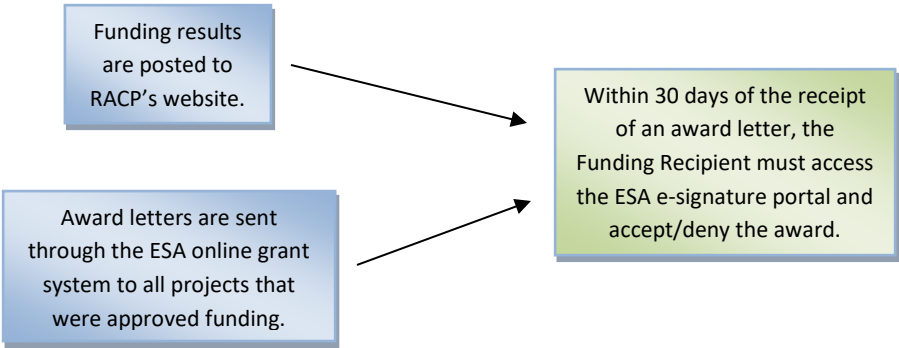 Funding results
are posted to
RACP’s website.
Award letters are sent
through the ESA online grant
system to all projects that
were approved funding.
Within 30 days of the receipt
of an award letter, the
Funding Recipient must access
the ESA e-signature portal and
accept/deny the award.